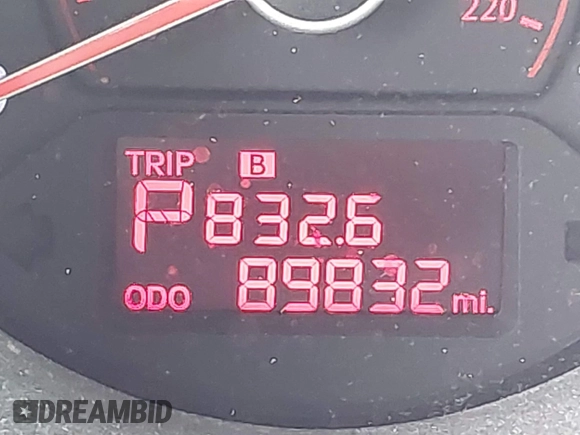 220
TRIP B
P 832.6
ODO 89832 mi.
DREAMBID